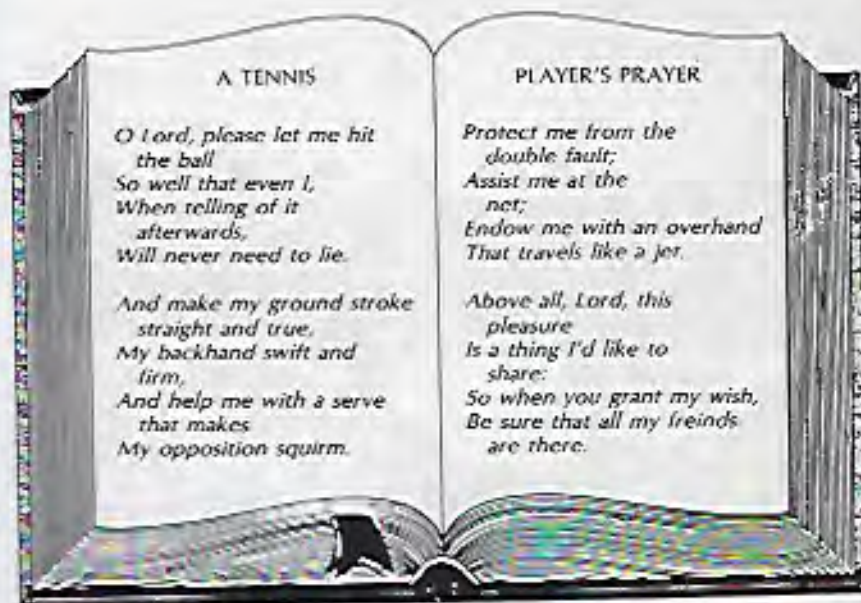 A TENNIS
O Lord, please let me hit
the ball
So well that even I,
When telling of it
afterwards,
Will never need to lie.
And make my ground stroke
straight and true,
My backhand swift and
firm,
And help me with a serve
that makes
My opposition squirm.
PLAYER'S PRAYER
Protect me from the
double fault;
Assist me at the
net;
Endow me with an overhand
That travels like a jet.
Above all, Lord, this
pleasure
Is a thing I'd like to
share:
So when you grant my wish,
Be sure that all my freinds
are there.